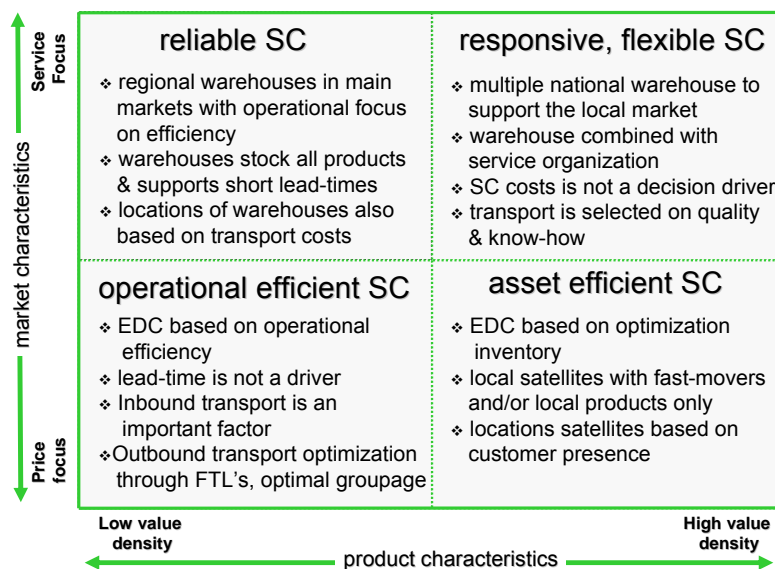 Service
Focus
market characteristics
Price
focus
reliable SC
❖ regional warehouses in main
markets with operational focus
on efficiency
❖ warehouses stock all products
& supports short lead-times
❖ locations of warehouses also
based on transport costs
responsive, flexible SC
❖ multiple national warehouse to
support the local market
❖ warehouse combined with
service organization
❖ SC costs is not a decision driver
❖ transport is selected on quality
& know-how
operational efficient SC
❖ EDC based on operational
efficiency
❖ lead-time is not a driver
❖ Inbound transport is an
important factor
❖ Outbound transport optimization
through FTL's, optimal groupage
asset efficient SC
❖ EDC based on optimization
inventory
❖ local satellites with fast-movers
and/or local products only
❖ locations satellites based on
customer presence
Low value
density
product characteristics
High value
density